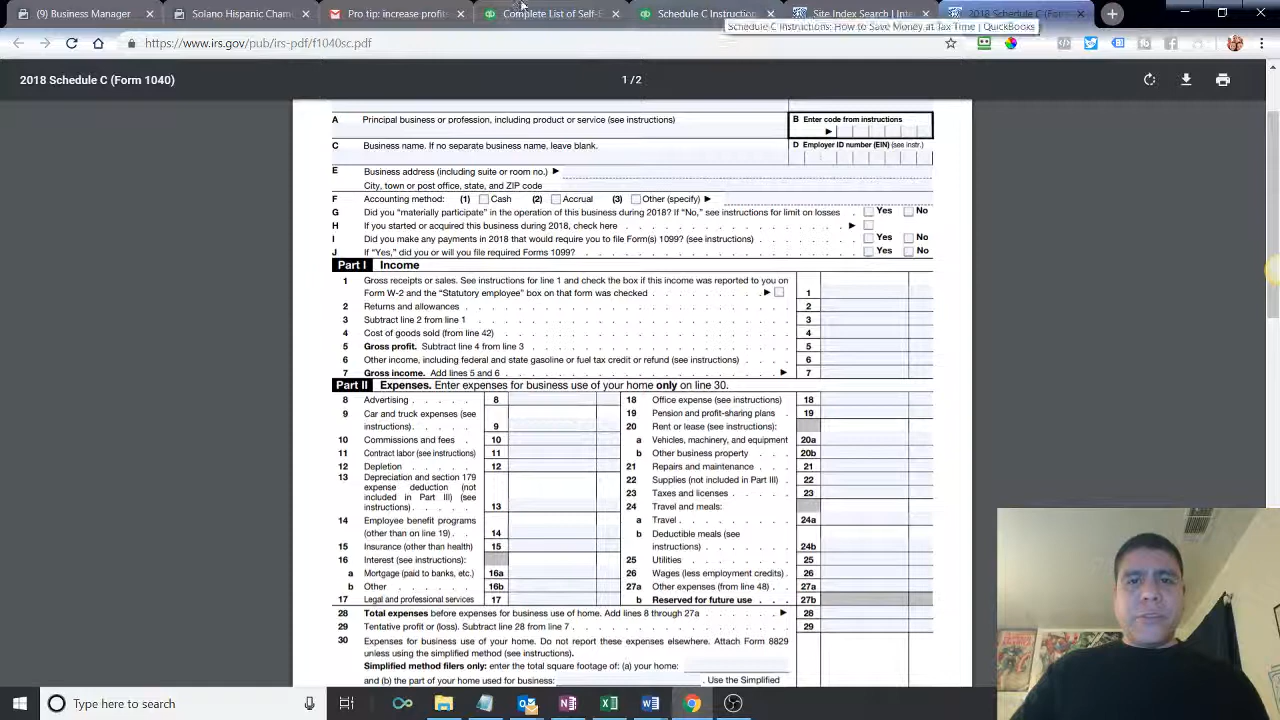 (9) Business t
Solano Hispani
Pro tip: increase profit
Complete List of Self-E
Schedule C Instruction
Site Index Search | Int
2018 Schedule C (For
Schedule C Instructions: How to Save Money at Tax Time | QuickBooks
https://www.irs.gov/pub/irs-pdf/f1040sc.pdf
2018 Schedule C (Form 1040)
1 / 2
A Principal business or profession, including product or service (see instructions)
B Enter code from instructions
C Business name. If no separate business name, leave blank.
D Employer ID number (EIN) (see instr.)
E Business address (including suite or room no.) ▶
City, town or post office, state, and ZIP code
F Accounting method: (1) Cash (2) Accrual (3) Other (specify) ▶
G Did you “materially participate” in the operation of this business during 2018? If “No,” see instructions for limit on losses . Yes No
H If you started or acquired this business during 2018, check here ▶
I Did you make any payments in 2018 that would require you to file Form(s) 1099? (see instructions) Yes No
J If “Yes,” did you or will you file required Forms 1099? Yes No
Part I Income
1 Gross receipts or sales. See instructions for line 1 and check the box if this income was reported to you on
Form W-2 and the “Statutory employee” box on that form was checked ▶ 1
2 Returns and allowances 2
3 Subtract line 2 from line 1 3
4 Cost of goods sold (from line 42) 4
5 Gross profit. Subtract line 4 from line 3 5
6 Other income, including federal and state gasoline or fuel tax credit or refund (see instructions) 6
7 Gross income. Add lines 5 and 6 ▶ 7
Part II Expenses. Enter expenses for business use of your home only on line 30.
8 Advertising 8
9 Car and truck expenses (see
instructions) 9
10 Commissions and fees 10
11 Contract labor (see instructions) 11
12 Depletion 12
13 Depreciation and section 179
expense deduction (not
included in Part III) (see
instructions) 13
14 Employee benefit programs
(other than on line 19) 14
15 Insurance (other than health) 15
16 Interest (see instructions):
a Mortgage (paid to banks, etc.) 16a
b Other 16b
17 Legal and professional services 17
18 Office expense (see instructions) 18
19 Pension and profit-sharing plans 19
20 Rent or lease (see instructions):
a Vehicles, machinery, and equipment 20a
b Other business property 20b
21 Repairs and maintenance 21
22 Supplies (not included in Part III) 22
23 Taxes and licenses 23
24 Travel and meals:
a Travel 24a
b Deductible meals (see
instructions) 24b
25 Utilities 25
26 Wages (less employment credits) 26
27a Other expenses (from line 48) 27a
b Reserved for future use 27b
28 Total expenses before expenses for business use of home. Add lines 8 through 27a ▶ 28
29 Tentative profit or (loss). Subtract line 28 from line 7 29
30 Expenses for business use of your home. Do not report these expenses elsewhere. Attach Form 8829
unless using the simplified method (see instructions).
Simplified method filers only: enter the total square footage of: (a) your home:
and (b) the part of your home used for business: . Use the Simplified
Type here to search